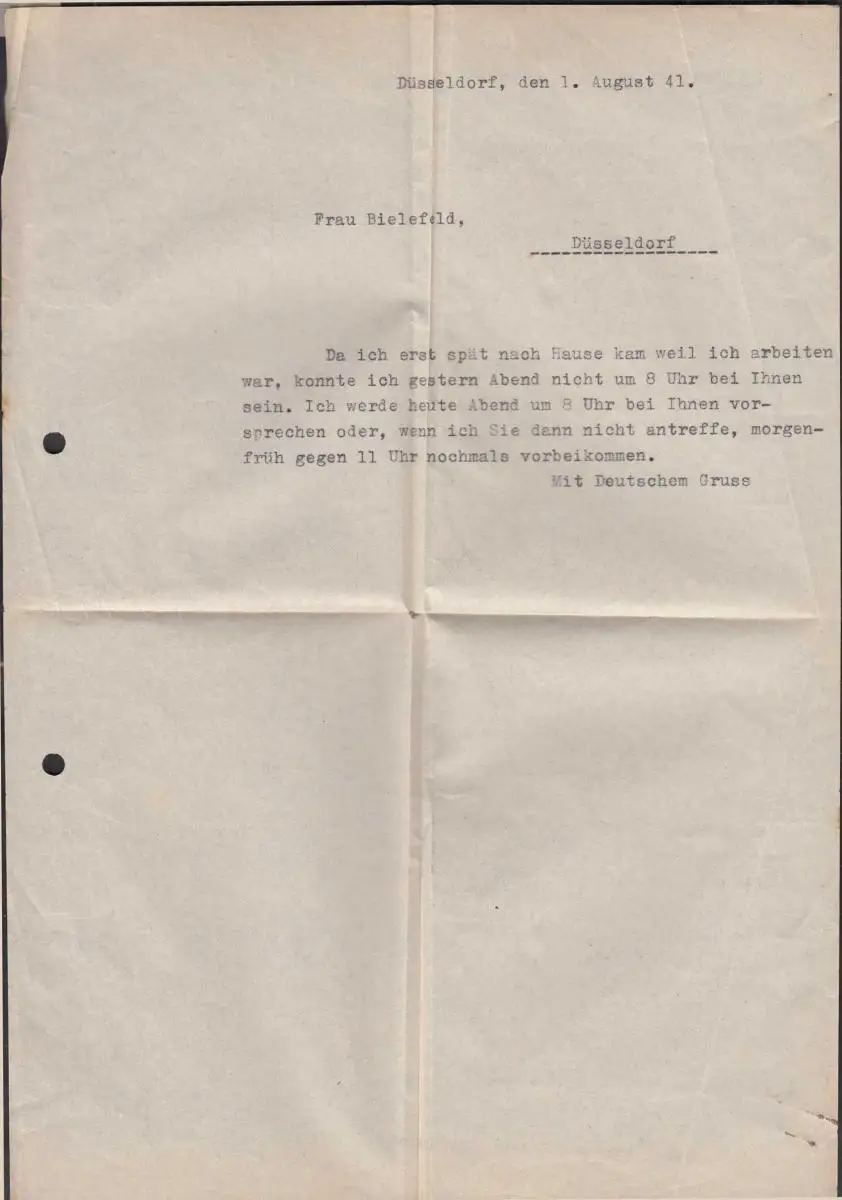 Düsseldorf, den 1. August 41.
Frau Bielefeld,
Düsseldorf
Da ich erst spät nach Hause kam weil ich arbeiten
war, konnte ich gestern Abend nicht um 8 Uhr bei Ihnen
sein. Ich werde heute Abend um 8 Uhr bei Ihnen vor-
sprechen oder, wenn ich Sie dann nicht antreffe, morgen-
früh gegen 11 Uhr nochmals vorbeikommen.
Mit Deutschem Gruss